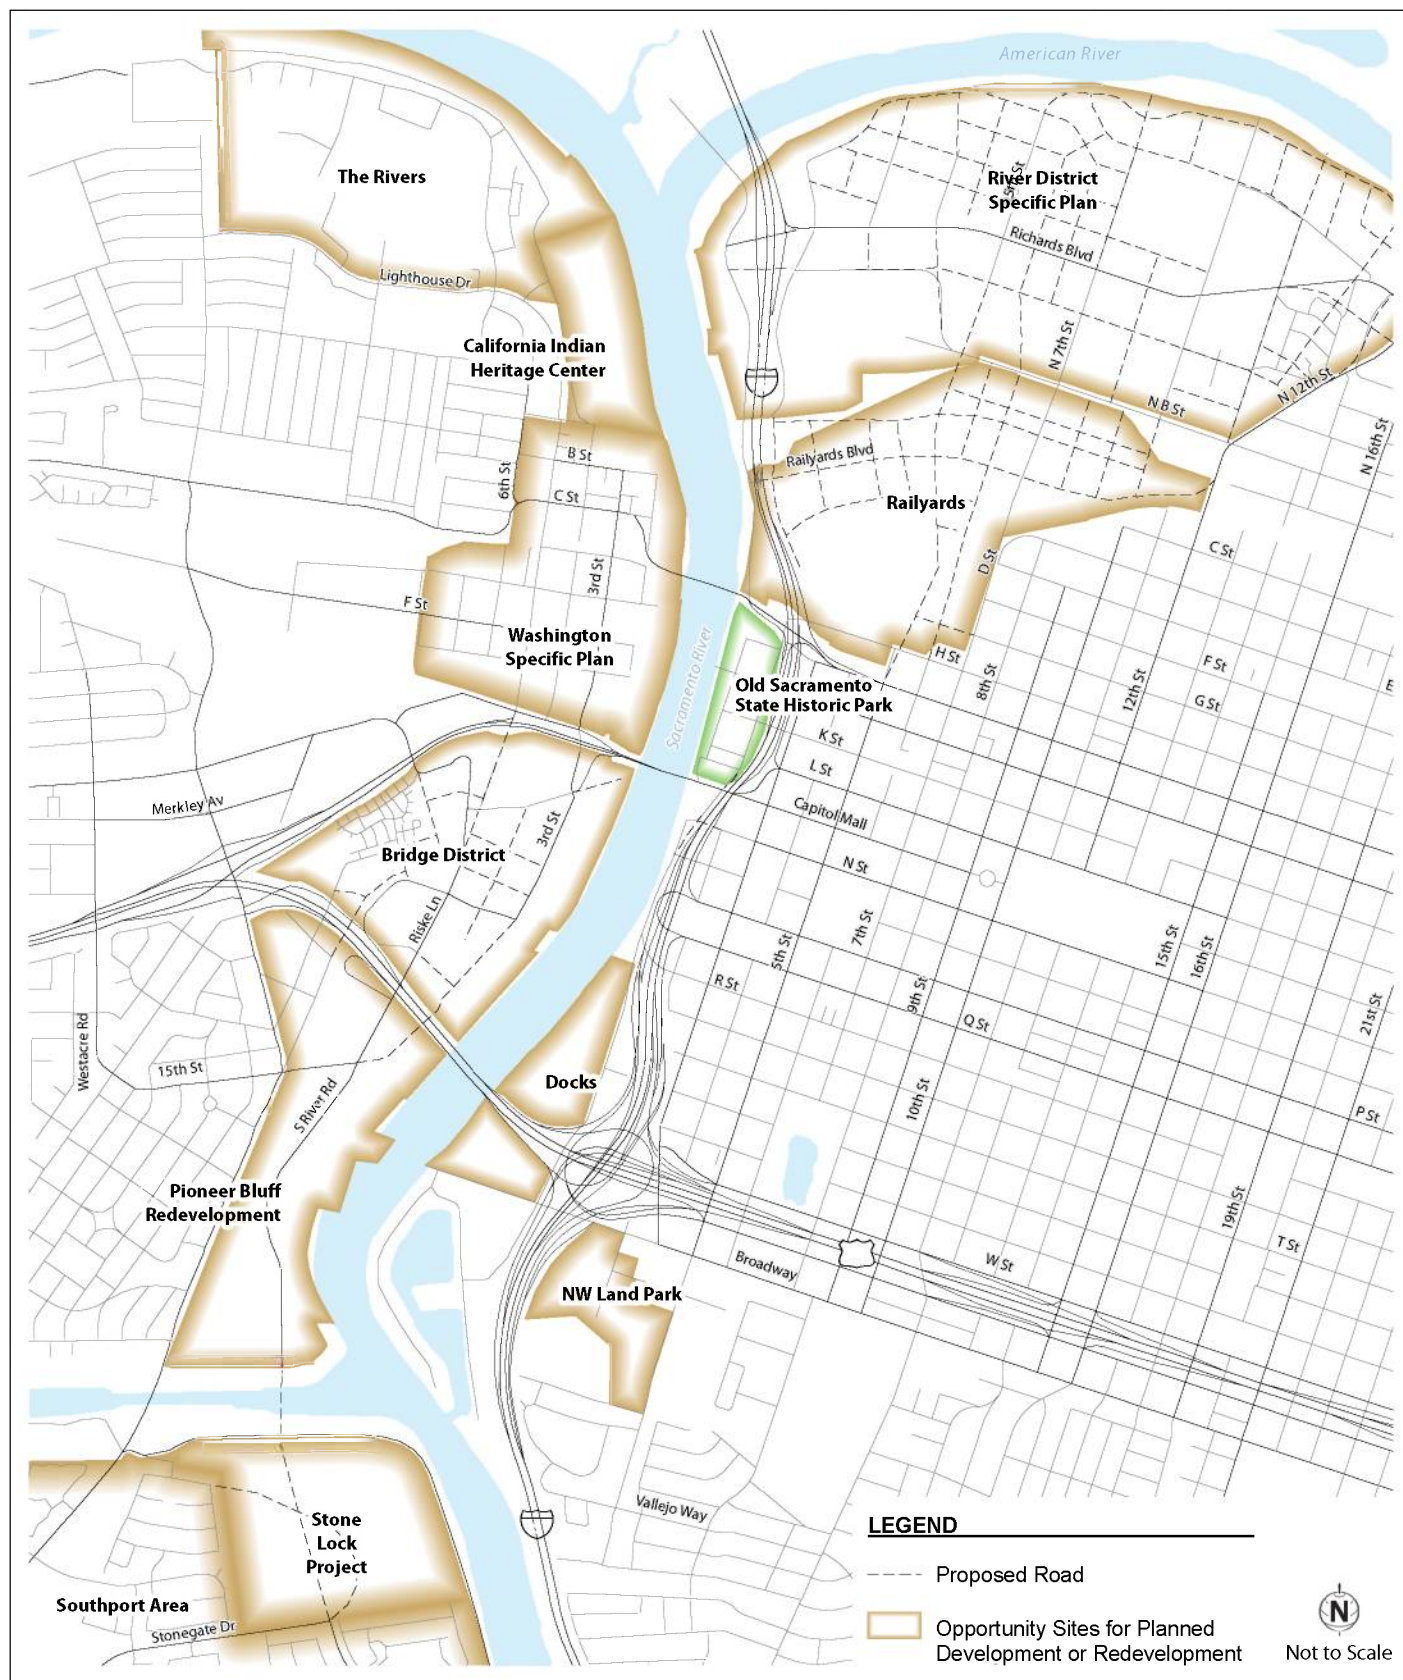 American River
The Rivers
River District
Specific Plan
5th St
Richards Blvd
Lighthouse Dr
California Indian
Heritage Center
N 7th St
N B St
N 12th St
N 16th St
B St
6th St
C St
Railyards Blvd
Railyards
3rd St
D St
C St
F St
Washington
Specific Plan
Sacramento River
H St
8th St
12th St
F St
G St
E
Old Sacramento
State Historic Park
K St
L St
Capitol Mall
Merkley Av
3rd St
Bridge District
N St
Riske Ln
5th St
7th St
9th St
15th St
16th St
21st St
R St
Q St
Westacre Rd
15th St
S River Rd
Docks
10th St
P St
Pioneer Bluff
Redevelopment
19th St
T St
W St
Broadway
NW Land Park
Vallejo Way
Stone
Lock
Project
Southport Area
Stonegate Dr
LEGEND
Proposed Road
Opportunity Sites for Planned
Development or Redevelopment
N
Not to Scale